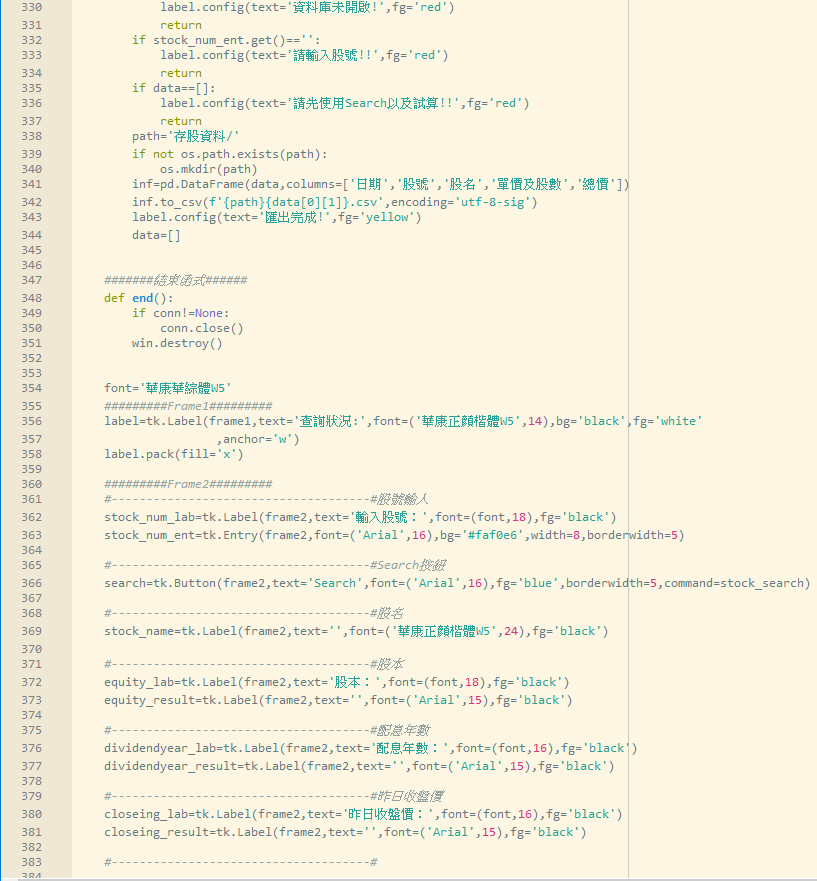 330 label.config(text='資料庫未開啟!',fg='red')
331 return
332 if stock_num_ent.get()=='':
333 label.config(text='請輸入股號!!',fg='red')
334 return
335 if data==[]:
336 label.config(text='請先使用Search以及試算!!',fg='red')
337 return
338 path='存股資料/'
339 if not os.path.exists(path):
340 os.mkdir(path)
341 inf=pd.DataFrame(data,columns=['日期','股號','股名','單價及股數','總價'])
342 inf.to_csv(f'{path}{data[0][1]}.csv',encoding='utf-8-sig')
343 label.config(text='匯出完成!',fg='yellow')
344 data=[]
345
346
347 #######結束函式######
348 def end():
349 if conn!=None:
350 conn.close()
351 win.destroy()
352
353
354 font='華康華綜體W5'
355 #########Frame1#########
356 label=tk.Label(frame1,text='查詢狀況:',font=('華康正顏楷體W5',14),bg='black',fg='white'
357 ,anchor='w')
358 label.pack(fill='x')
359
360 #########Frame2#########
361 #-------------------------------------#股號輸入
362 stock_num_lab=tk.Label(frame2,text='輸入股號：',font=(font,18),fg='black')
363 stock_num_ent=tk.Entry(frame2,font=('Arial',16),bg='#faf0e6',width=8,borderwidth=5)
364
365 #-------------------------------------#Search按鈕
366 search=tk.Button(frame2,text='Search',font=('Arial',16),fg='blue',borderwidth=5,command=stock_search)
367
368 #-------------------------------------#股名
369 stock_name=tk.Label(frame2,text='',font=('華康正顏楷體W5',24),fg='black')
370
371 #-------------------------------------#股本
372 equity_lab=tk.Label(frame2,text='股本：',font=(font,18),fg='black')
373 equity_result=tk.Label(frame2,text='',font=('Arial',15),fg='black')
374
375 #-------------------------------------#配息年數
376 dividendyear_lab=tk.Label(frame2,text='配息年數：',font=(font,16),fg='black')
377 dividendyear_result=tk.Label(frame2,text='',font=('Arial',15),fg='black')
378
379 #-------------------------------------#昨日收盤價
380 closeing_lab=tk.Label(frame2,text='昨日收盤價：',font=(font,16),fg='black')
381 closeing_result=tk.Label(frame2,text='',font=('Arial',15),fg='black')
382
383 #-------------------------------------#
384